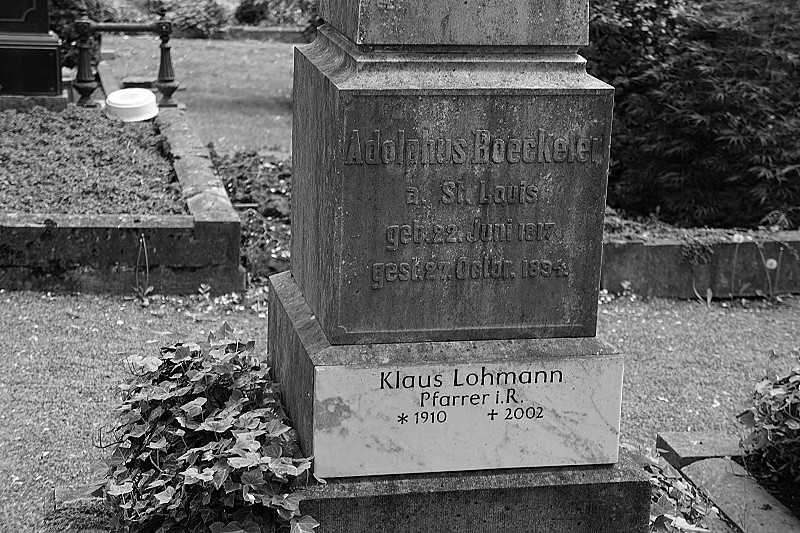 Adolphus Boeckeler
a. St. Louis
geb. 22. Juni 1817
gest. 27. Octbr. 1894.
Klaus Lohmann
Pfarrer i.R.
* 1910 + 2002